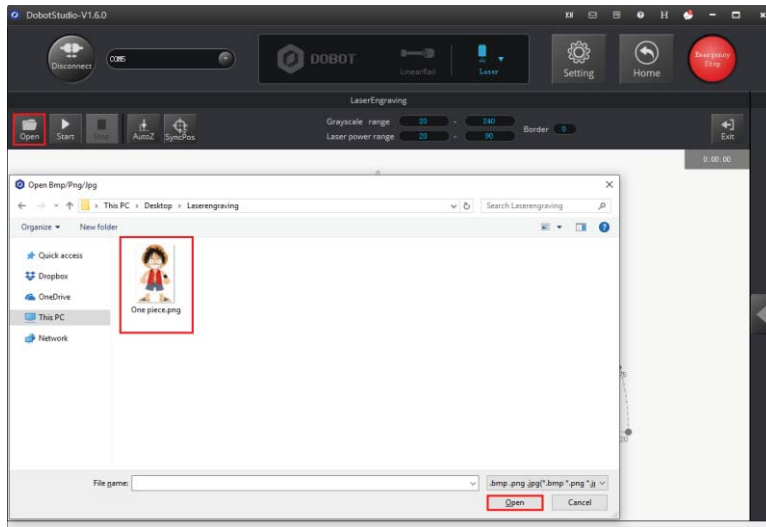 DobotStudio-V1.6.0
Disconnect
COM5
DOBOT
LinearRail
Laser
Setting
Home
Emergency
Stop
LaserEngraving
Open
Start
Stop
AutoZ
SyncPos
Grayscale range 20 - 240
Laser power range 20 - 90
Border 0
Exit
0:00:00
Open Bmp/Png/Jpg
This PC > Desktop > Laserengraving
Search Laserengraving
Organize
New folder
Quick access
Dropbox
OneDrive
This PC
Network
One piece.png
75
20
File name:
.bmp .png .jpg(*.bmp *.png *.j
Open
Cancel